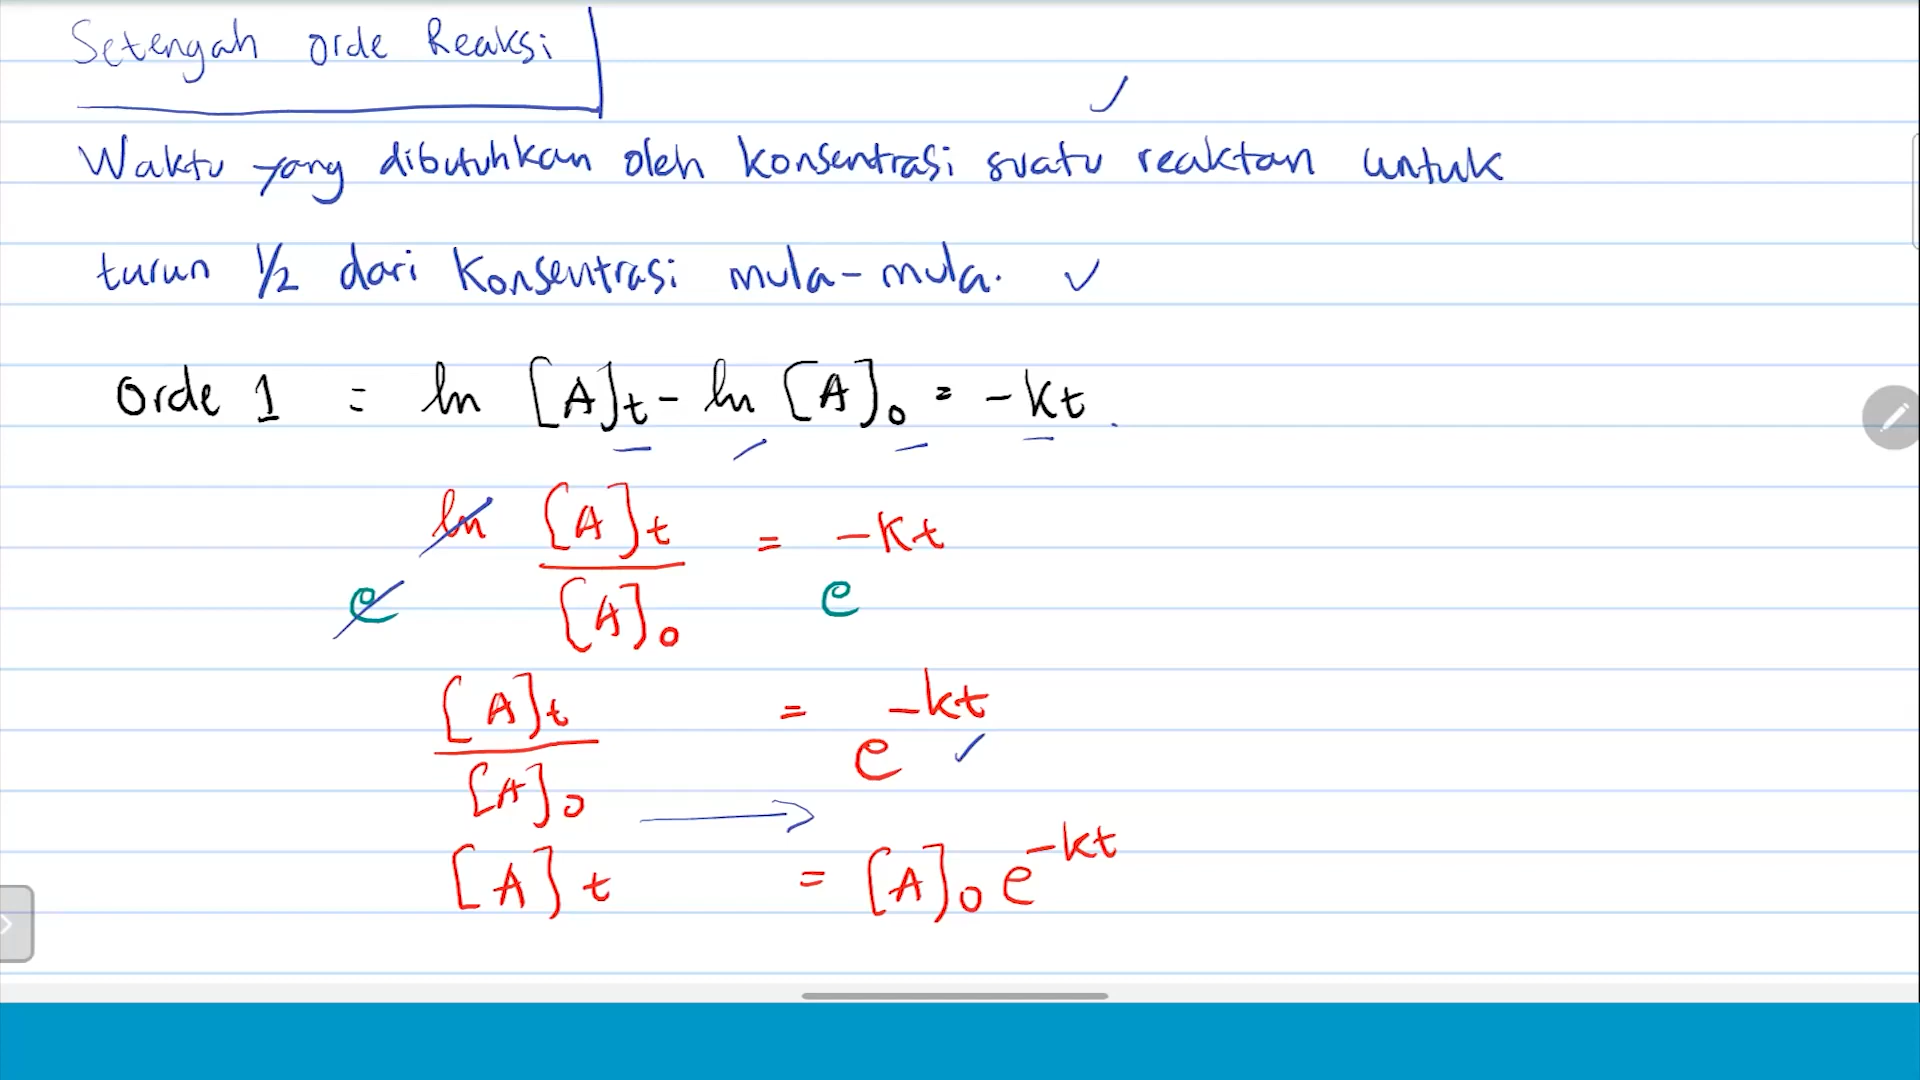 Setengah Orde Reaksi
Waktu yang dibutuhkan oleh konsentrasi suatu reaktan untuk
turun 1/2 dari konsentrasi mula-mula.
Orde 1 = ln [A]t - ln [A]₀ = -kt.
ln [A]t / [A]₀ = -kt
e e
[A]t / [A]₀ = e^-kt
[A]t = [A]₀ e^-kt